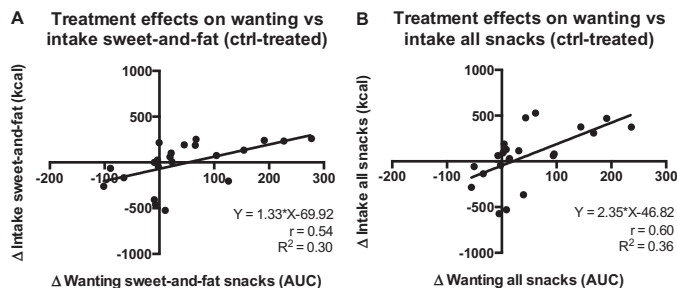 A
Treatment effects on wanting vs
intake sweet-and-fat (ctrl-treated)
Δ Intake sweet-and-fat (kcal)
1000
500
0
-500
-1000
-200
-100
0
100
200
300
Y = 1.33*X-69.92
r = 0.54
R² = 0.30
Δ Wanting sweet-and-fat snacks (AUC)
B
Treatment effects on wanting vs
intake all snacks (ctrl-treated)
Δ Intake all snacks (kcal)
1000
500
0
-500
-1000
-200
-100
0
100
200
300
Y = 2.35*X-46.82
r = 0.60
R² = 0.36
Δ Wanting all snacks (AUC)